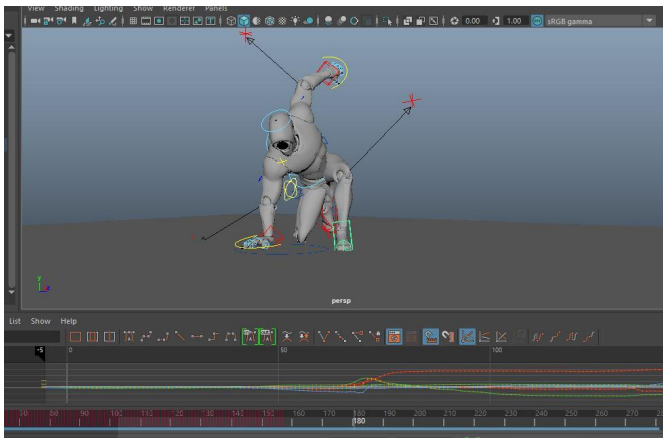 View Shading Lighting Show Renderer Panels
0.00 1.00 sRGB gamma
y
persp
List Show Help
-5 0 50 100
90 100 110 120 130 140 150 160 170 180 190 200 210 220 230 240 250 260 270